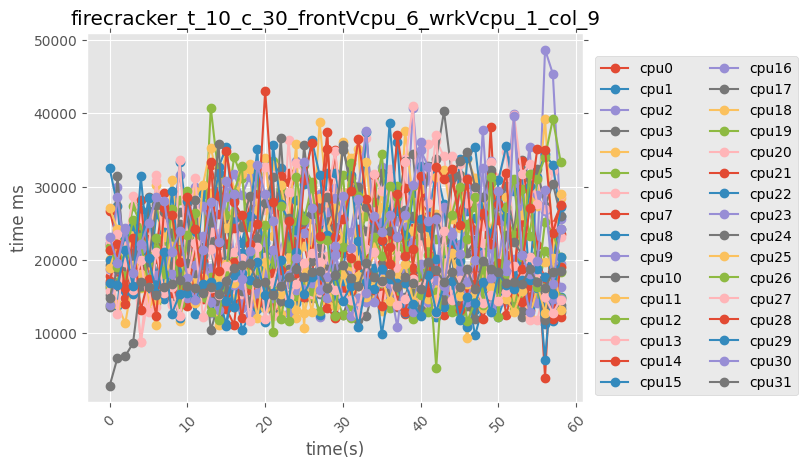 firecracker_t_10_c_30_frontVcpu_6_wrkVcpu_1_col_9
50000
40000
30000
20000
10000
time ms
0
10
20
30
40
50
60
time(s)
cpu0
cpu1
cpu2
cpu3
cpu4
cpu5
cpu6
cpu7
cpu8
cpu9
cpu10
cpu11
cpu12
cpu13
cpu14
cpu15
cpu16
cpu17
cpu18
cpu19
cpu20
cpu21
cpu22
cpu23
cpu24
cpu25
cpu26
cpu27
cpu28
cpu29
cpu30
cpu31